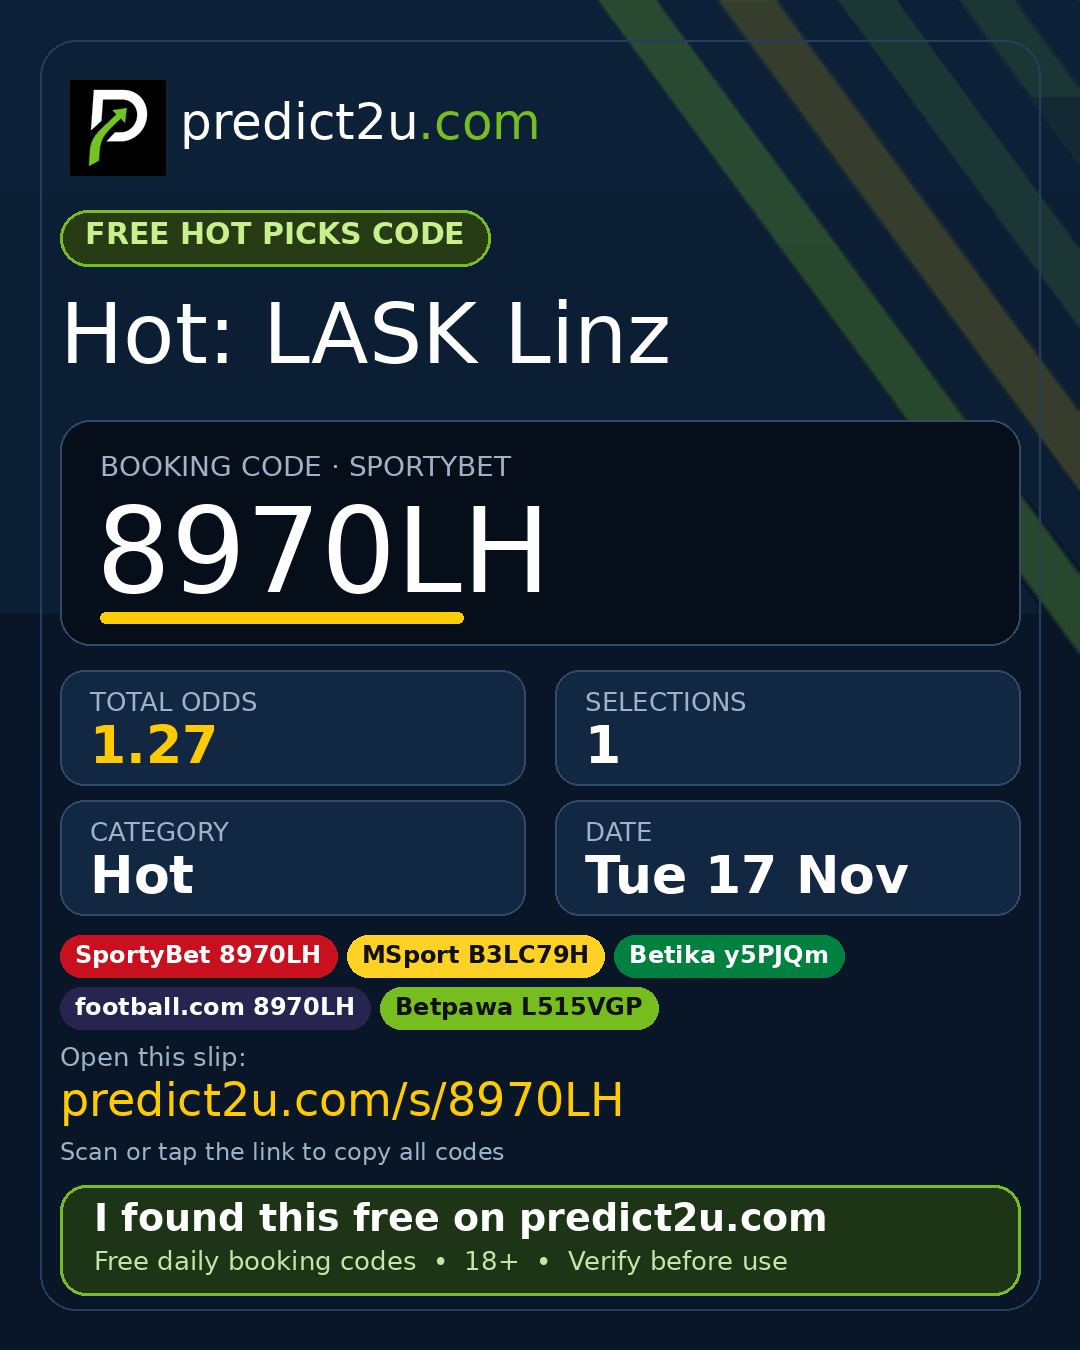 predict2u.com
FREE HOT PICKS CODE
Hot: LASK Linz
BOOKING CODE · SPORTYBET
8970LH
TOTAL ODDS
1.27
SELECTIONS
1
CATEGORY
Hot
DATE
Tue 17 Nov
SportyBet 8970LH
MSport B3LC79H
Betika y5PJQm
football.com 8970LH
Betpawa L515VGP
Open this slip:
predict2u.com/s/8970LH
Scan or tap the link to copy all codes
I found this free on predict2u.com
Free daily booking codes • 18+ • Verify before use